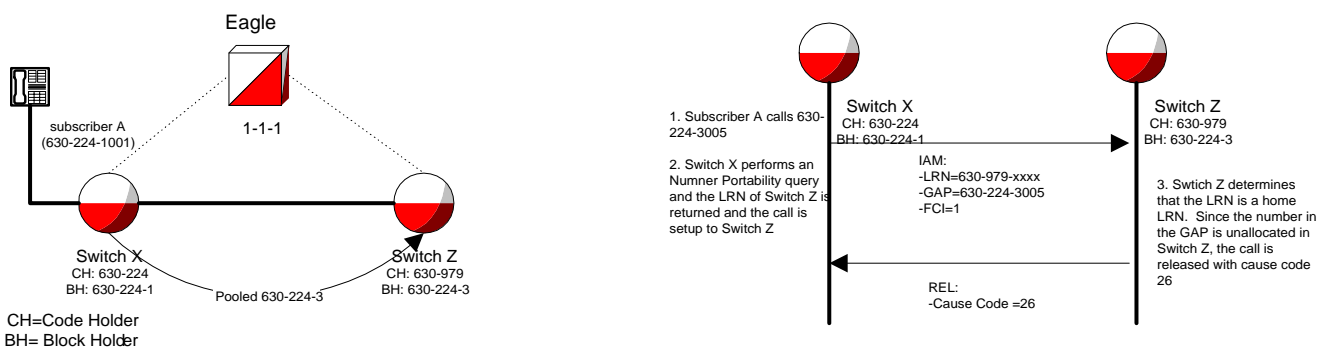 Eagle
1-1-1
subscriber A
(630-224-1001)
Switch X
CH: 630-224
BH: 630-224-1
Switch Z
CH: 630-979
BH: 630-224-3
Pooled 630-224-3
CH=Code Holder
BH= Block Holder
Switch X
CH: 630-224
BH: 630-224-1
Switch Z
CH: 630-979
BH: 630-224-3
1. Subscriber A calls 630-
224-3005
2. Switch X performs an
Numner Portability query
and the LRN of Switch Z is
returned and the call is
setup to Switch Z
IAM:
-LRN=630-979-xxxx
-GAP=630-224-3005
-FCI=1
3. Swtich Z determines
that the LRN is a home
LRN. Since the number in
the GAP is unallocated in
Switch Z, the call is
released with cause code
26
REL:
-Cause Code =26